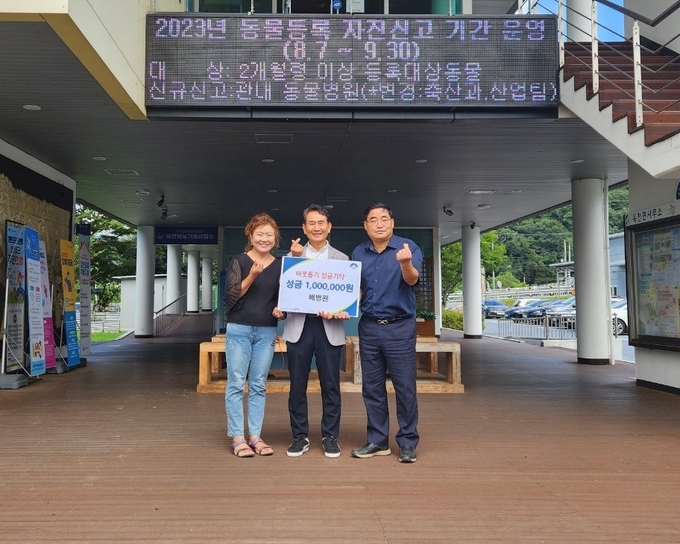 2023년 동물등록 자진신고 기간 운영
(8.7 ~ 9.30)
대 상: 2개월령 이상 등록대상동물
신규신고:관내 동물병원(*변경:축산과,산업팀)
이웃돕기 성금기탁
성금 1,000,000원
백병완